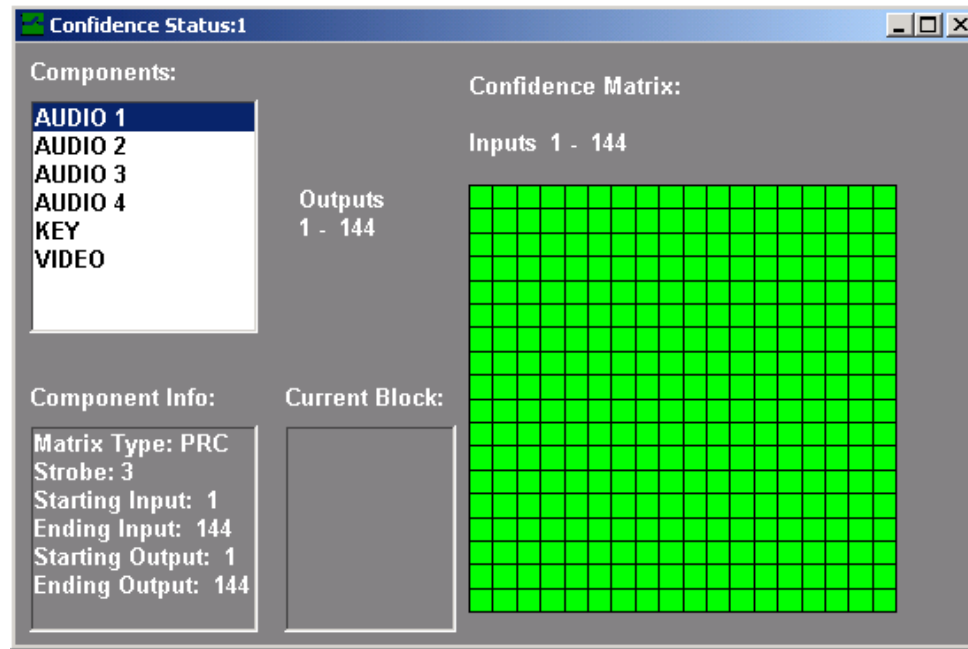 Confidence Status:1
Components:
AUDIO 1
AUDIO 2
AUDIO 3
AUDIO 4
KEY
VIDEO
Outputs
1 - 144
Confidence Matrix:
Inputs 1 - 144
Component Info:
Matrix Type: PRC
Strobe: 3
Starting Input: 1
Ending Input: 144
Starting Output: 1
Ending Output: 144
Current Block: